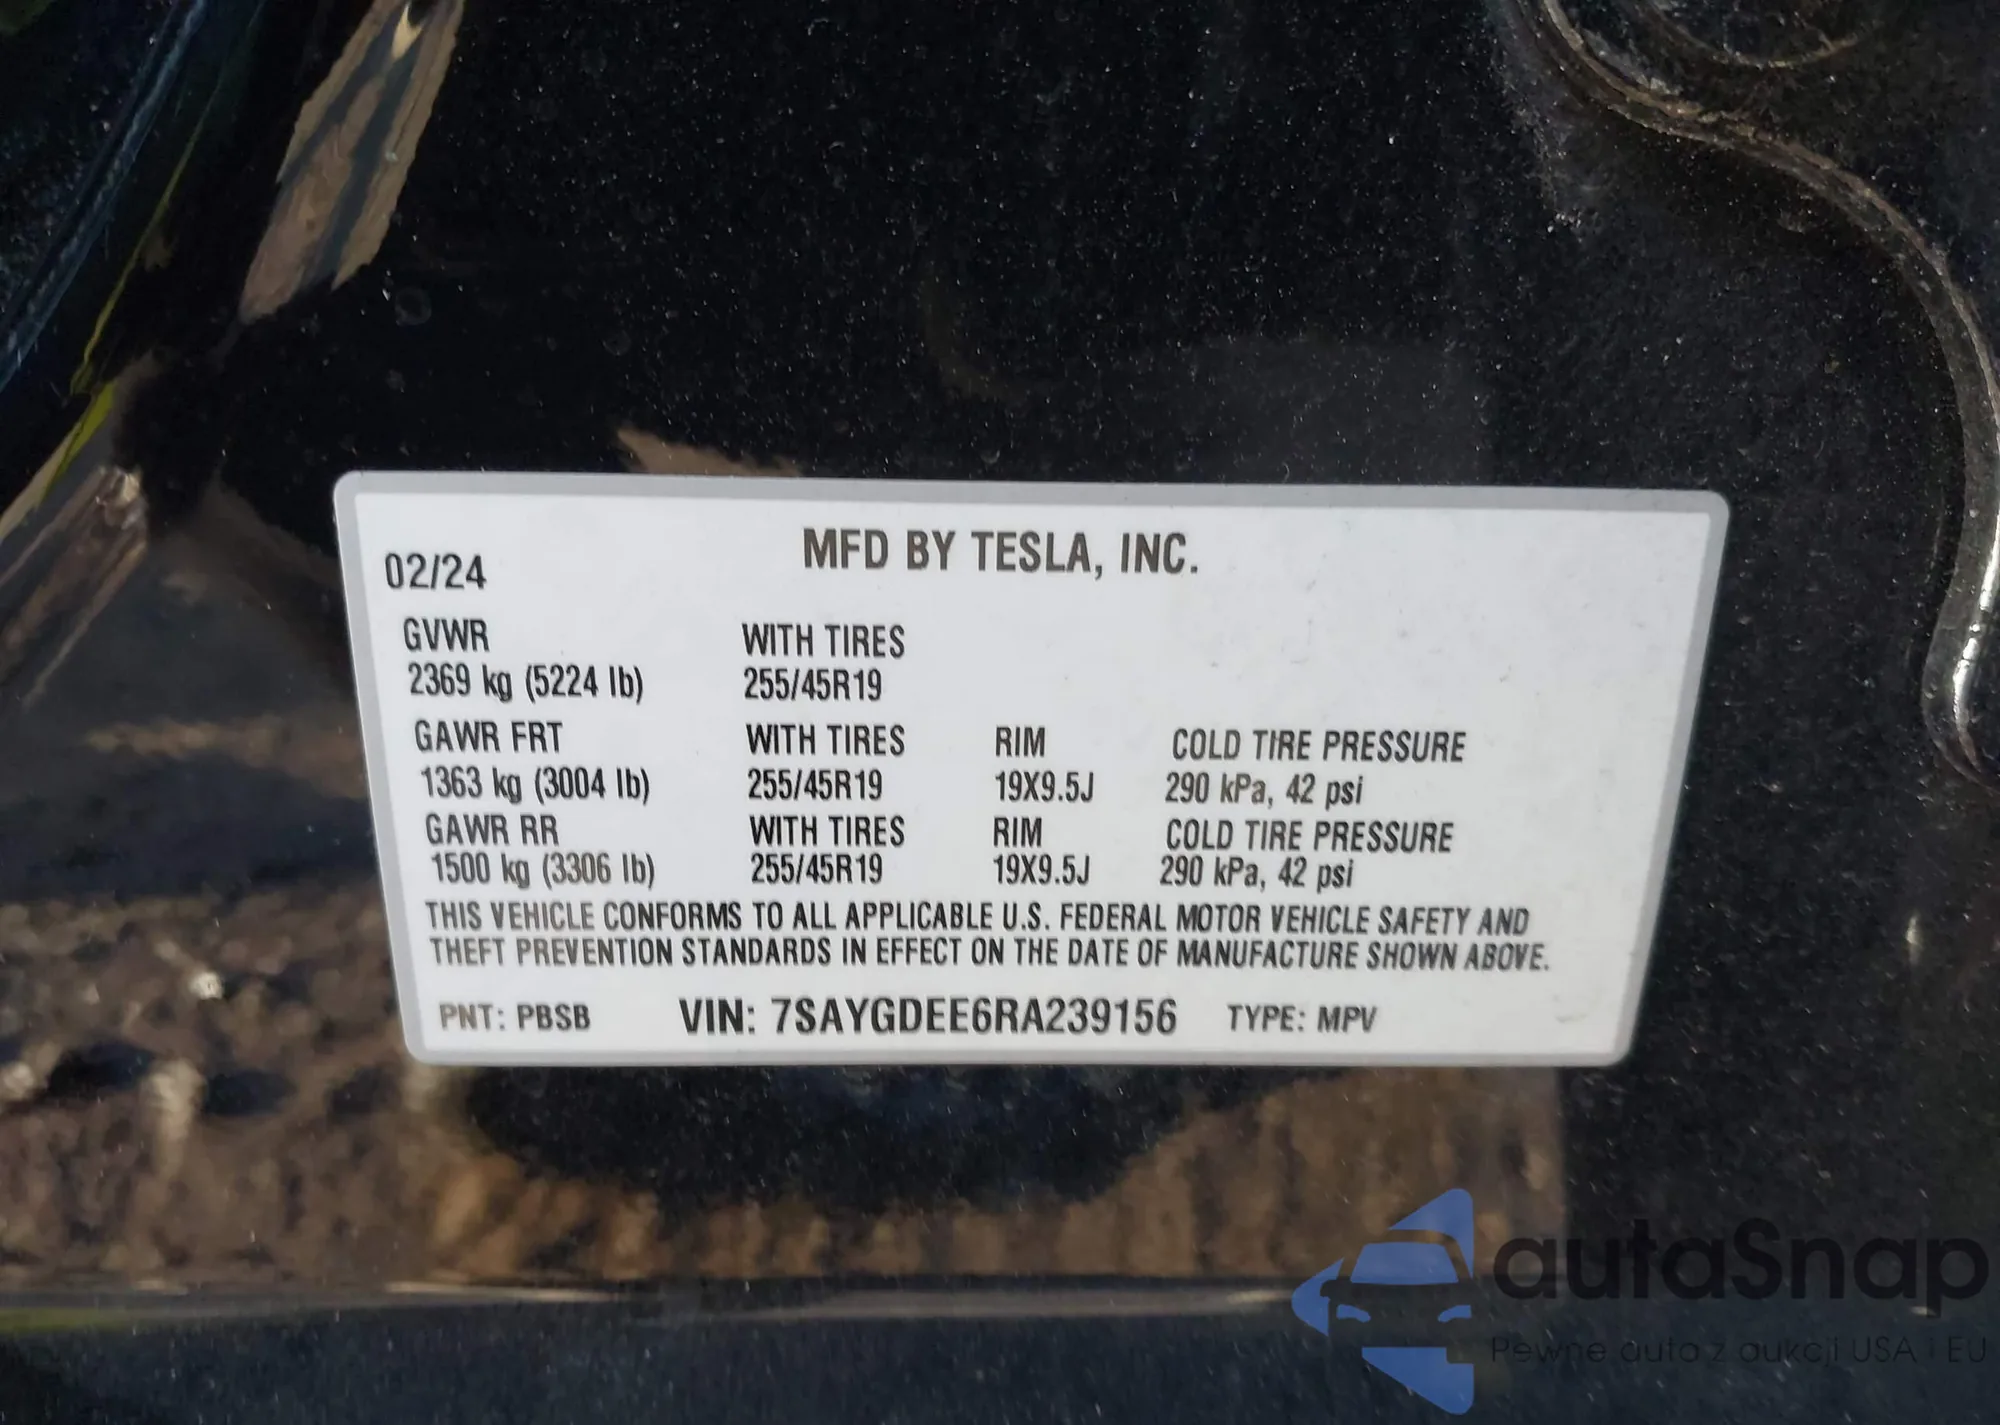 02/24 MFD BY TESLA, INC.
GVWR WITH TIRES
2369 kg (5224 lb) 255/45R19
GAWR FRT WITH TIRES RIM COLD TIRE PRESSURE
1363 kg (3004 lb) 255/45R19 19X9.5J 290 kPa, 42 psi
GAWR RR WITH TIRES RIM COLD TIRE PRESSURE
1500 kg (3306 lb) 255/45R19 19X9.5J 290 kPa, 42 psi
THIS VEHICLE CONFORMS TO ALL APPLICABLE U.S. FEDERAL MOTOR VEHICLE SAFETY AND
THEFT PREVENTION STANDARDS IN EFFECT ON THE DATE OF MANUFACTURE SHOWN ABOVE.
PNT: PBSB VIN: 7SAYGDEE6RA239156 TYPE: MPV
autaSnap
Pewne auta z aukcji USA i EU